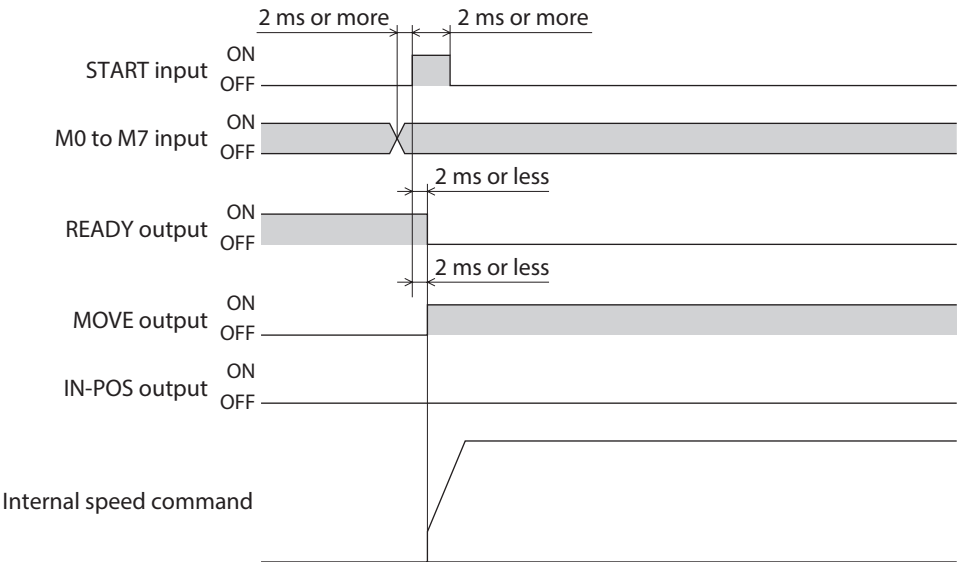 2 ms or more 2 ms or more
START input ON
OFF
M0 to M7 input ON
OFF
2 ms or less
READY output ON
OFF
2 ms or less
MOVE output ON
OFF
IN-POS output ON
OFF
Internal speed command